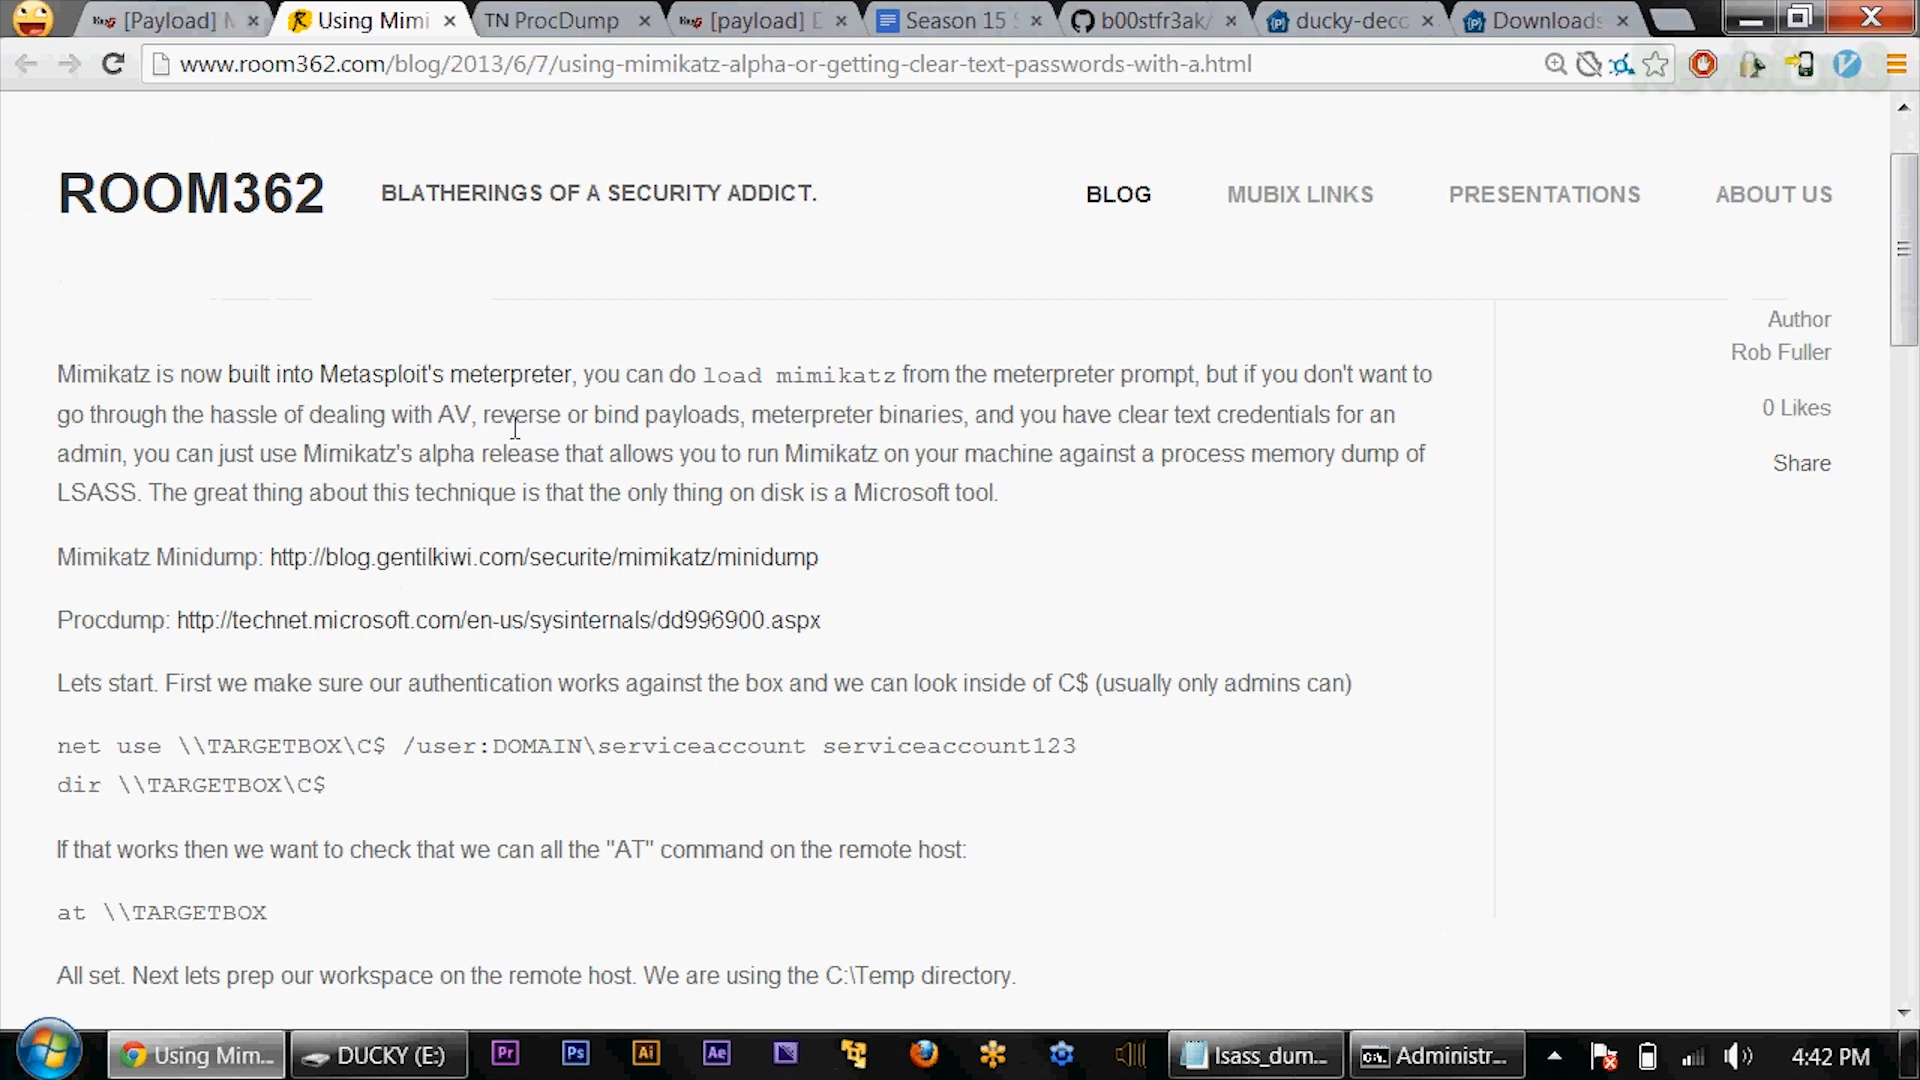 [Payload] M
Using Mimi
TN ProcDump
[payload] D
Season 15 S
b00stfr3ak/
ducky-deco
Downloads
www.room362.com/blog/2013/6/7/using-mimikatz-alpha-or-getting-clear-text-passwords-with-a.html
ROOM362
BLATHERINGS OF A SECURITY ADDICT.
BLOG
MUBIX LINKS
PRESENTATIONS
ABOUT US
Author
Rob Fuller
0 Likes
Share
Mimikatz is now built into Metasploit's meterpreter, you can do load mimikatz from the meterpreter prompt, but if you don't want to
go through the hassle of dealing with AV, reverse or bind payloads, meterpreter binaries, and you have clear text credentials for an
admin, you can just use Mimikatz's alpha release that allows you to run Mimikatz on your machine against a process memory dump of
LSASS. The great thing about this technique is that the only thing on disk is a Microsoft tool.
Mimikatz Minidump: http://blog.gentilkiwi.com/securite/mimikatz/minidump
Procdump: http://technet.microsoft.com/en-us/sysinternals/dd996900.aspx
Lets start. First we make sure our authentication works against the box and we can look inside of C$ (usually only admins can)
net use \\TARGETBOX\C$ /user:DOMAIN\serviceaccount serviceaccount123
dir \\TARGETBOX\C$
If that works then we want to check that we can all the "AT" command on the remote host:
at \\TARGETBOX
All set. Next lets prep our workspace on the remote host. We are using the C:\Temp directory.
Using Mim...
DUCKY (E:)
Pr
Ps
Ai
Ae
lsass_dum...
Administr...
4:42 PM